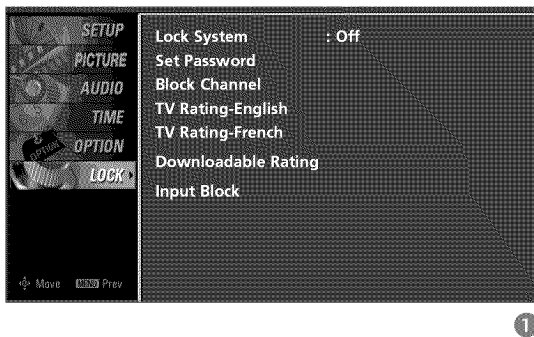 SETUP
PICTURE
AUDIO
TIME
OPTION
LOCK
Lock System : Off
Set Password
Block Channel
TV Rating-English
TV Rating-French
Downloadable Rating
Input Block
Move MENU Prev
1